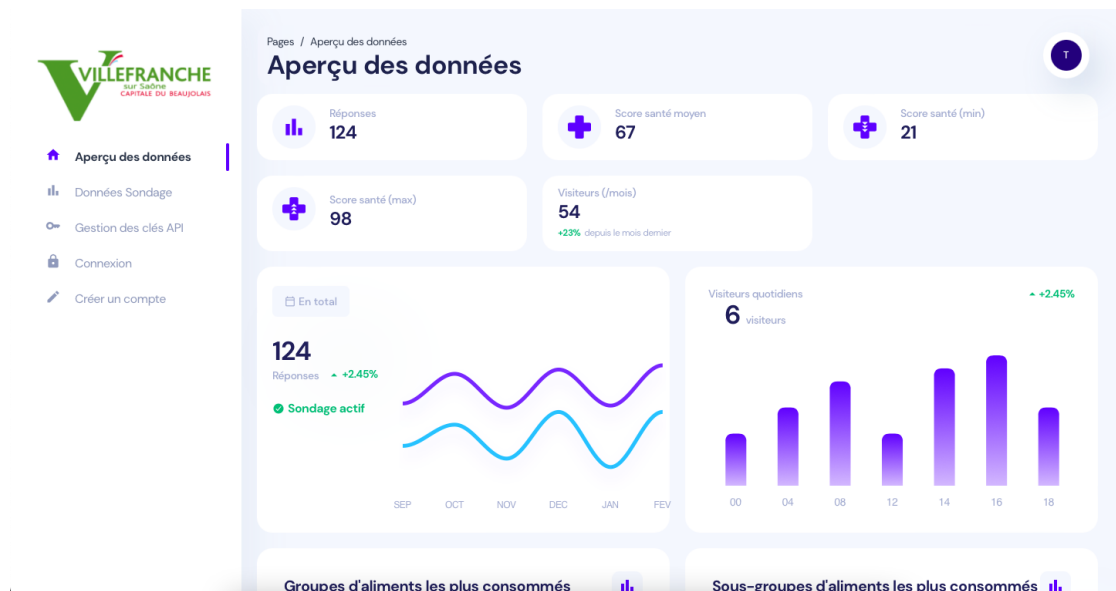 VILLEFRANCHE
sur Saône
CAPITALE DU BEAUJOLAIS
Aperçu des données
Données Sondage
Gestion des clés API
Connexion
Créer un compte
Pages / Aperçu des données
Aperçu des données
T
Réponses
124
Score santé moyen
67
Score santé (min)
21
Score santé (max)
98
Visiteurs (/mois)
54
+23% depuis le mois dernier
En total
124
Réponses +2.45%
Sondage actif
SEP OCT NOV DEC JAN FEV
Visiteurs quotidiens
+2.45%
6 visiteurs
00 04 08 12 14 16 18
Groupes d'aliments les plus consommés
Sous-groupes d'aliments les plus consommés